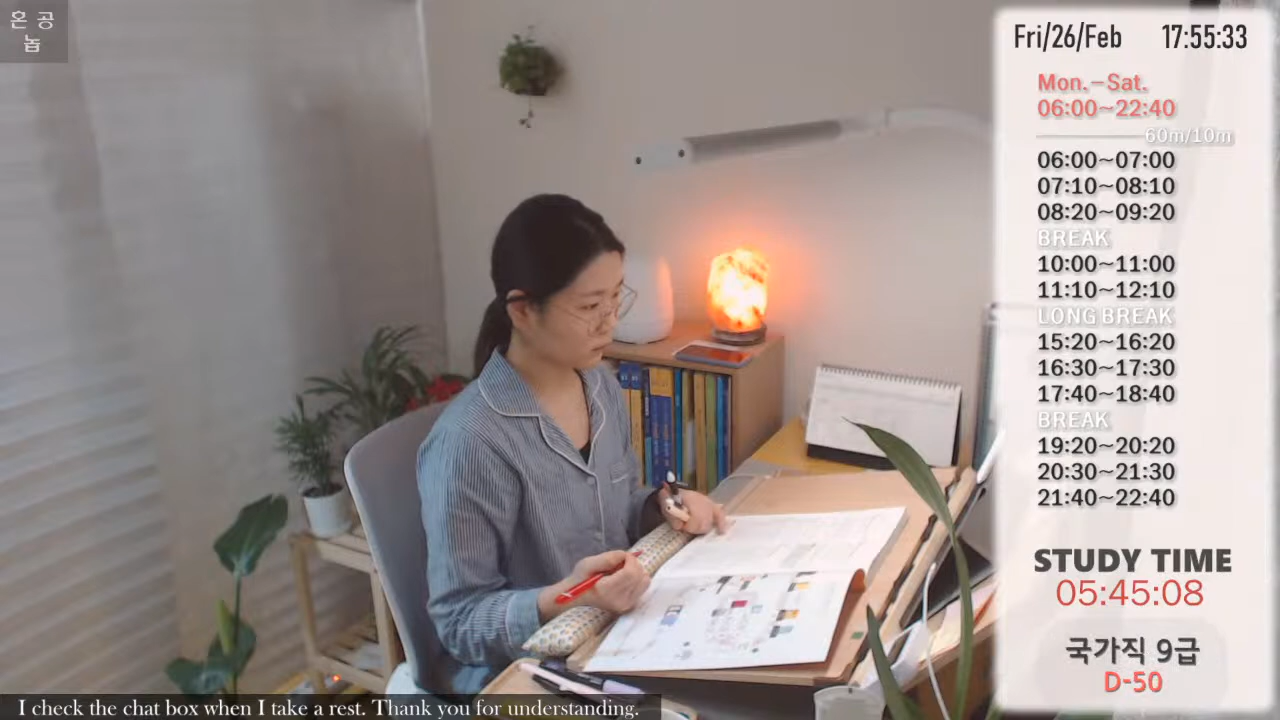 혼 공
놉
Fri/26/Feb 17:55:33
Mon.-Sat.
06:00~22:40
60m/10m
06:00~07:00
07:10~08:10
08:20~09:20
BREAK
10:00~11:00
11:10~12:10
LONG BREAK
15:20~16:20
16:30~17:30
17:40~18:40
BREAK
19:20~20:20
20:30~21:30
21:40~22:40
STUDY TIME
05:45:08
국가직 9급
D-50
I check the chat box when I take a rest. Thank you for understanding.